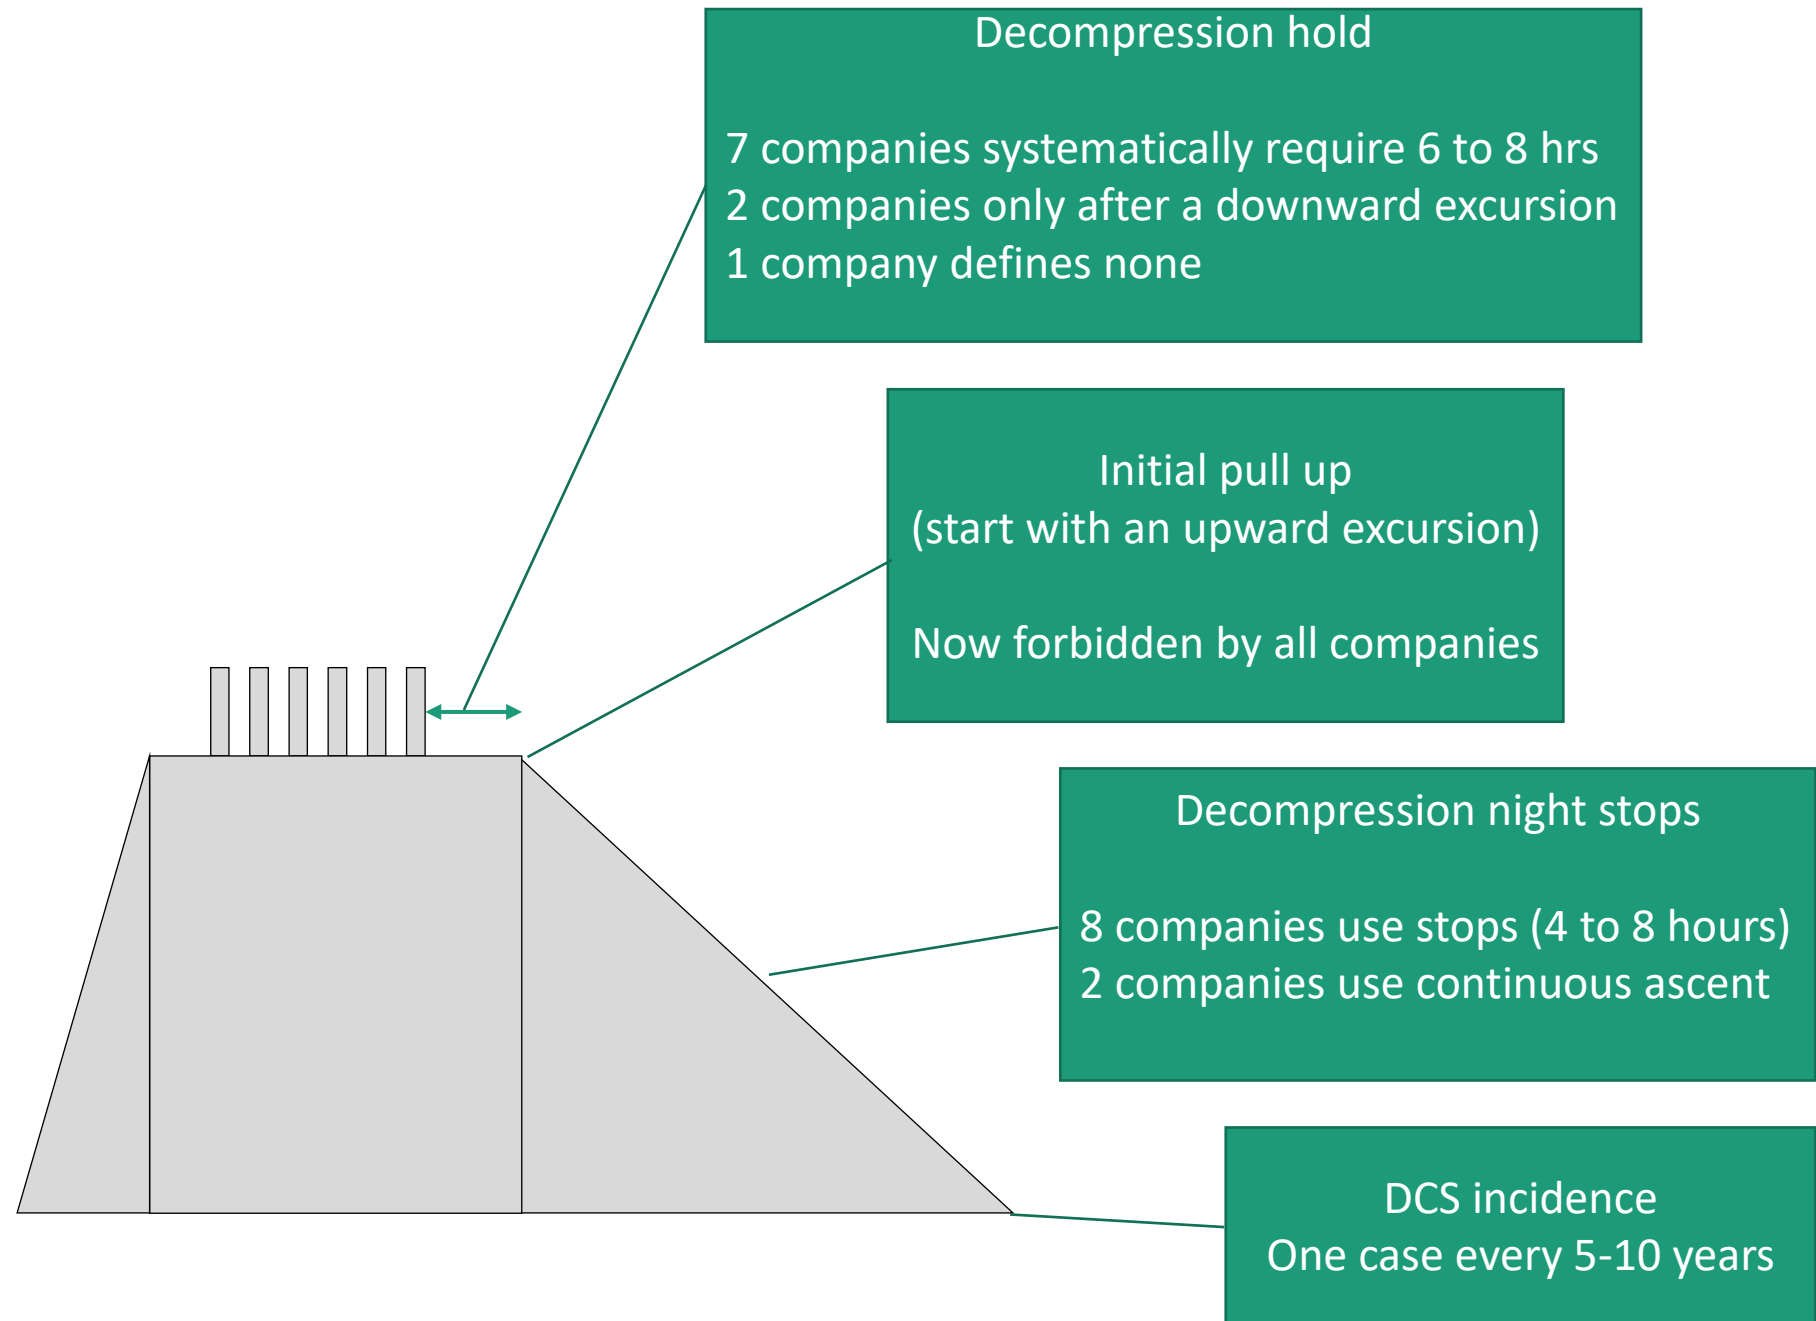 Decompression hold
7 companies systematically require 6 to 8 hrs
2 companies only after a downward excursion
1 company defines none
Initial pull up
(start with an upward excursion)
Now forbidden by all companies
Decompression night stops
8 companies use stops (4 to 8 hours)
2 companies use continuous ascent
DCS incidence
One case every 5-10 years